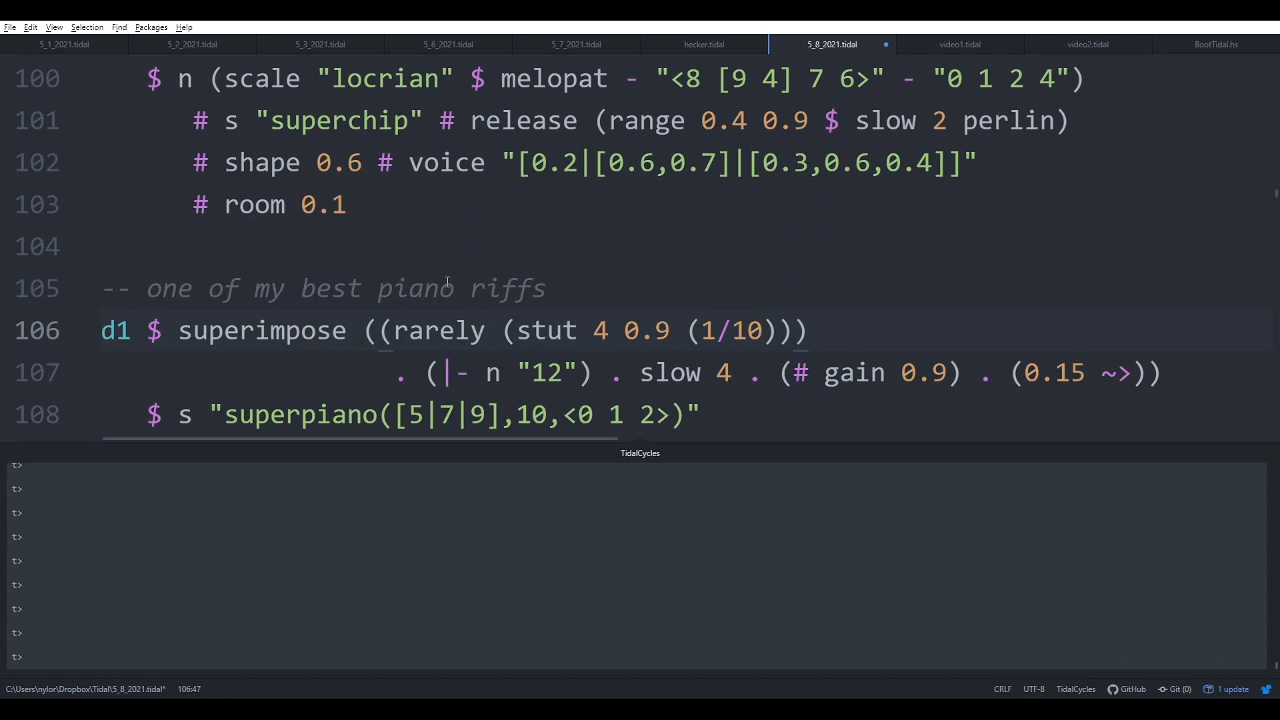 File Edit View Selection Find Packages Help
5_1_2021.tidal 5_2_2021.tidal 5_3_2021.tidal 5_6_2021.tidal 5_7_2021.tidal hecker.tidal 5_8_2021.tidal video1.tidal video2.tidal BootTidal.hs
100 $ n (scale "locrian" $ melopat - "<8 [9 4] 7 6>" - "0 1 2 4")
101 # s "superchip" # release (range 0.4 0.9 $ slow 2 perlin)
102 # shape 0.6 # voice "[0.2|[0.6,0.7]|[0.3,0.6,0.4]]"
103 # room 0.1
104
105 -- one of my best piano riffs
106 d1 $ superimpose ((rarely (stut 4 0.9 (1/10)))
107 . (|- n "12") . slow 4 . (# gain 0.9) . (0.15 ~>))
108 $ s "superpiano([5|7|9],10,<0 1 2>)"
TidalCycles
t>
t>
t>
t>
t>
t>
t>
t>
t>
C:\Users\nylor\Dropbox\Tidal\5_8_2021.tidal* 106:47 CRLF UTF-8 TidalCycles GitHub Git (0) 1 update